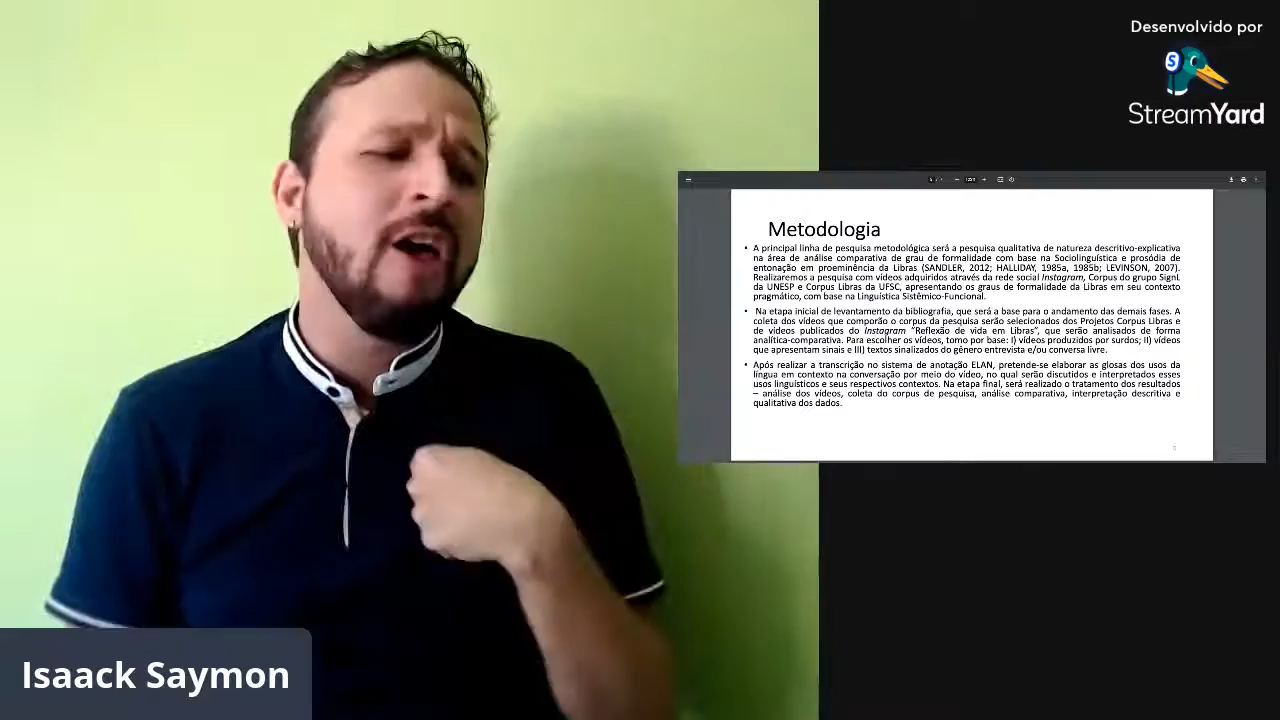 Desenvolvido por
StreamYard
Metodologia
• A principal linha de pesquisa metodológica será a pesquisa qualitativa de natureza descritivo-explicativa
na área de análise comparativa de grau de formalidade com base na Sociolinguística e prosódia de
entonação em proeminência da Libras (SANDLER, 2012; HALLIDAY, 1985a, 1985b; LEVINSON, 2007).
Realizaremos a pesquisa com vídeos adquiridos através da rede social Instagram, Corpus do grupo SignL
da UNESP e Corpus Libras da UFSC, apresentando os graus de formalidade da Libras em seu contexto
pragmático, com base na Linguística Sistêmico-Funcional.
• Na etapa inicial de levantamento da bibliografia, que será a base para o andamento das demais fases. A
coleta dos vídeos que comporão o corpus da pesquisa serão selecionados dos Projetos Corpus Libras e
de vídeos publicados do Instagram “Reflexão de vida em Libras”, que serão analisados de forma
analítica-comparativa. Para escolher os vídeos, tomo por base: I) vídeos produzidos por surdos; II) vídeos
que apresentam sinais e III) textos sinalizados do gênero entrevista e/ou conversa livre.
• Após realizar a transcrição no sistema de anotação ELAN, pretende-se elaborar as glosas dos usos da
língua em contexto na conversação por meio do vídeo, no qual serão discutidos e interpretados esses
usos linguísticos e seus respectivos contextos. Na etapa final, será realizado o tratamento dos resultados
– análise dos vídeos, coleta do corpus de pesquisa, análise comparativa, interpretação descritiva e
qualitativa dos dados.
Isaack Saymon